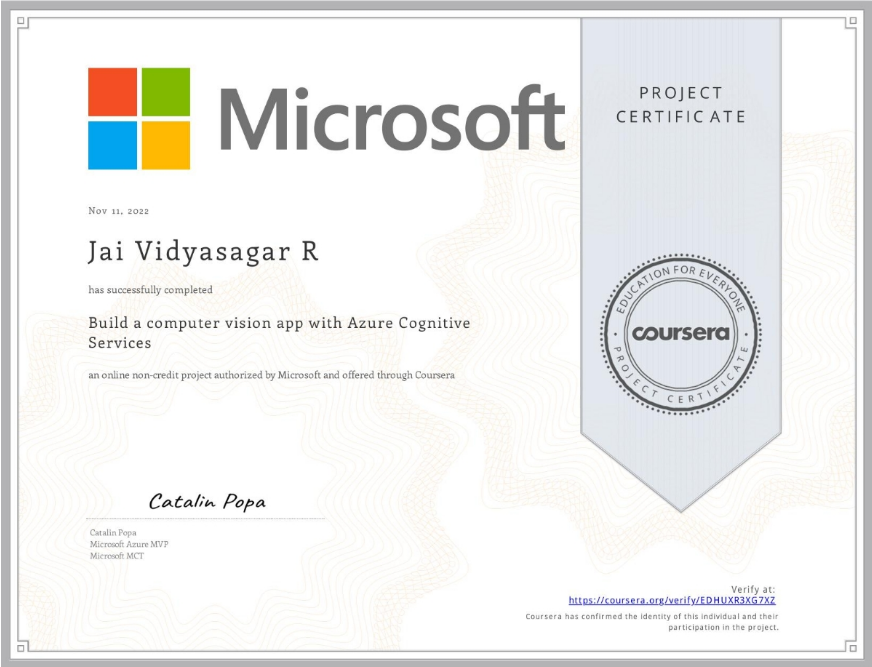 Microsoft
PROJECT
CERTIFICATE
Nov 11, 2022
Jai Vidyasagar R
has successfully completed
Build a computer vision app with Azure Cognitive
Services
an online non-credit project authorized by Microsoft and offered through Coursera
EDUCATION FOR EVERYONE
coursera
PROJECT CERTIFICATE
Catalin Popa
Catalin Popa
Microsoft Azure MVP
Microsoft MCT
Verify at:
https://coursera.org/verify/EDHUXR3XG7XZ
Coursera has confirmed the identity of this individual and their
participation in the project.